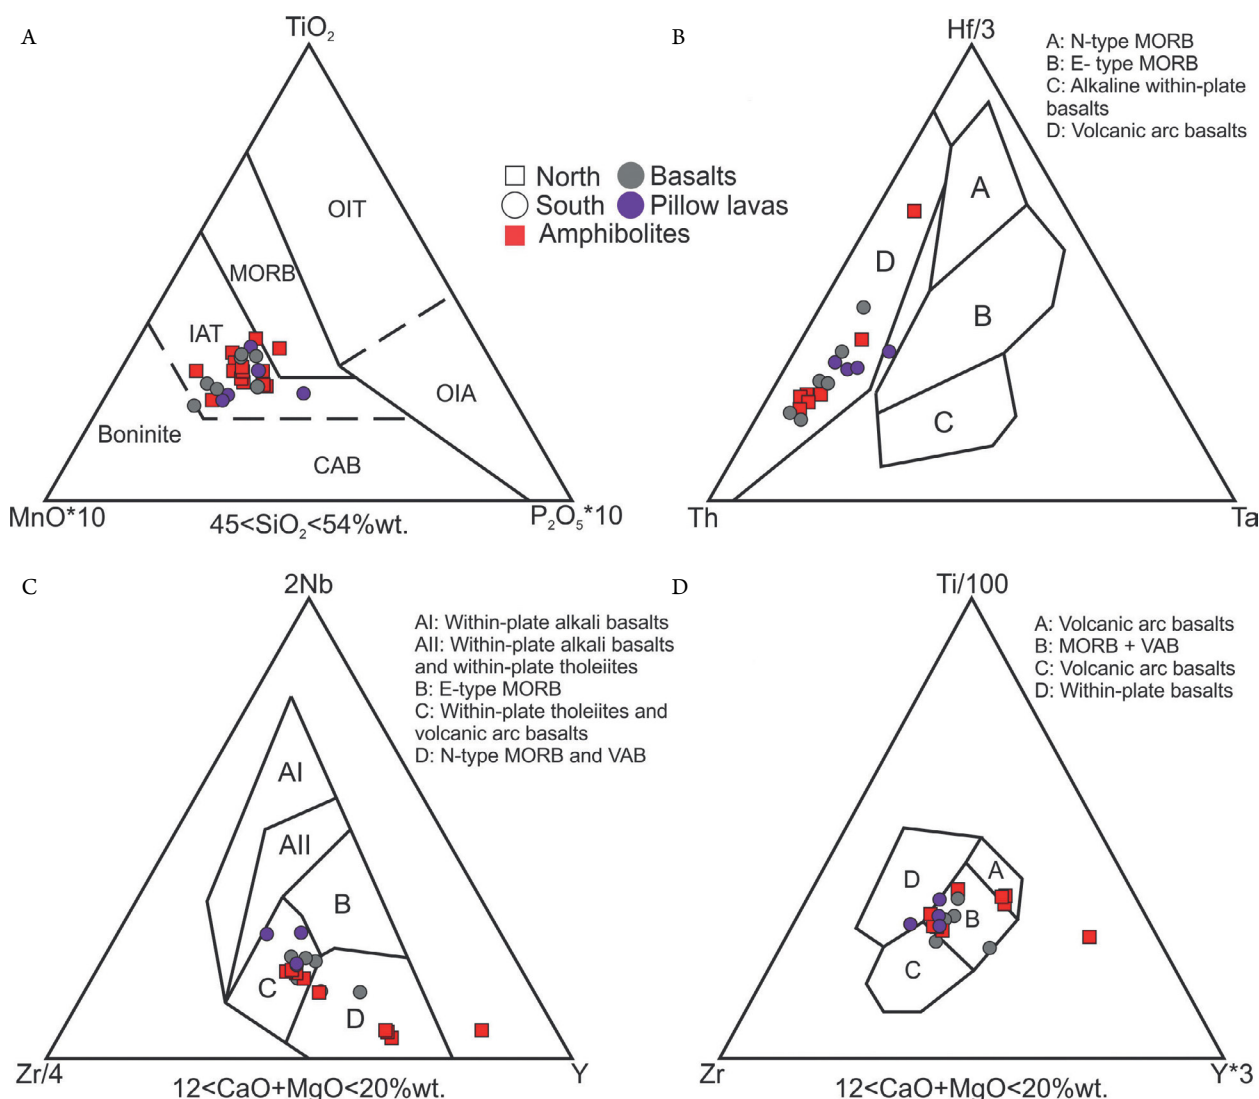 A
TiO2
OIT
MORB
IAT
OIA
Boninite
CAB
MnO*10
P2O5*10
45<SiO2<54%wt.
North
South
Amphibolites
Basalts
Pillow lavas
B
Hf/3
A: N-type MORB
B: E- type MORB
C: Alkaline within-plate
basalts
D: Volcanic arc basalts
A
D
B
C
Th
Ta
C
2Nb
AI: Within-plate alkali basalts
AII: Within-plate alkali basalts
and within-plate tholeiites
B: E-type MORB
C: Within-plate tholeiites and
volcanic arc basalts
D: N-type MORB and VAB
AI
AII
B
C
D
Zr/4
Y
12<CaO+MgO<20%wt.
D
Ti/100
A: Volcanic arc basalts
B: MORB + VAB
C: Volcanic arc basalts
D: Within-plate basalts
D
A
B
C
Zr
Y*3
12<CaO+MgO<20%wt.